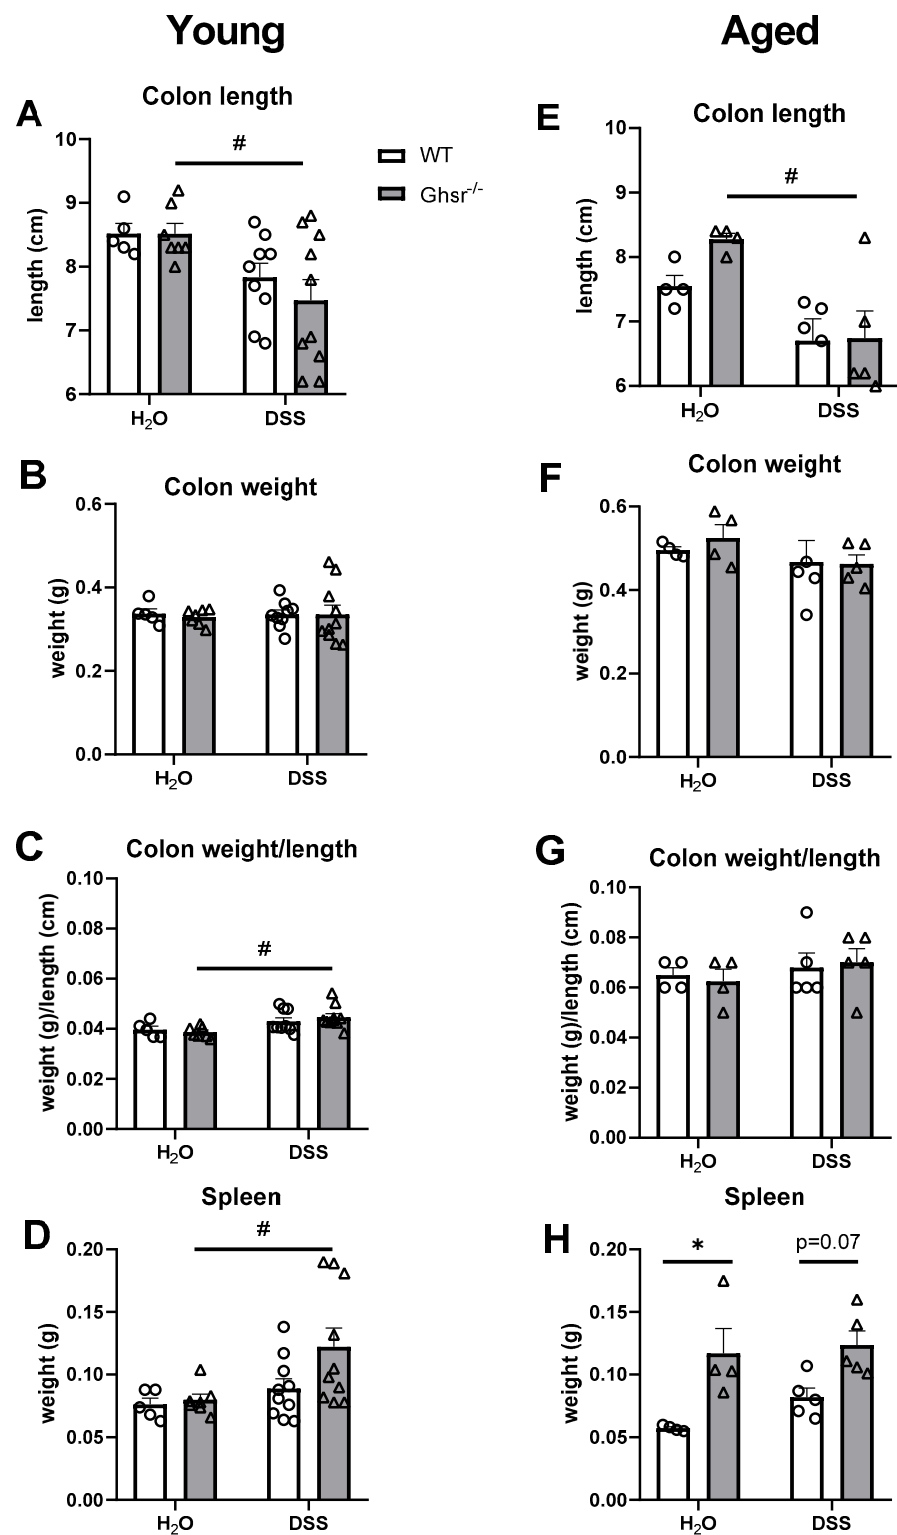 Young
Aged
A
Colon length
10
9
8
7
6
length (cm)
#
H₂O
DSS
WT
Ghsr⁻/⁻
E
Colon length
10
9
8
7
6
length (cm)
#
H₂O
DSS
B
Colon weight
0.6
0.4
0.2
0.0
weight (g)
H₂O
DSS
F
Colon weight
0.6
0.4
0.2
0.0
weight (g)
H₂O
DSS
C
Colon weight/length
0.10
0.08
0.06
0.04
0.02
0.00
weight (g)/length (cm)
#
H₂O
DSS
G
Colon weight/length
0.10
0.08
0.06
0.04
0.02
0.00
weight (g)/length (cm)
H₂O
DSS
D
Spleen
#
0.20
0.15
0.10
0.05
0.00
weight (g)
H₂O
DSS
H
Spleen
0.20
0.15
0.10
0.05
0.00
weight (g)
*
p=0.07
H₂O
DSS